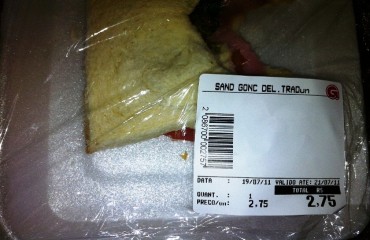 SAND GONC DEL.TRADun
G
2086700002757
DATA : 19/07/11 VALIDO ATE: 21/07/11
QUANT. : 1 TOTAL R$
PRECO/un: 2.75 2.75